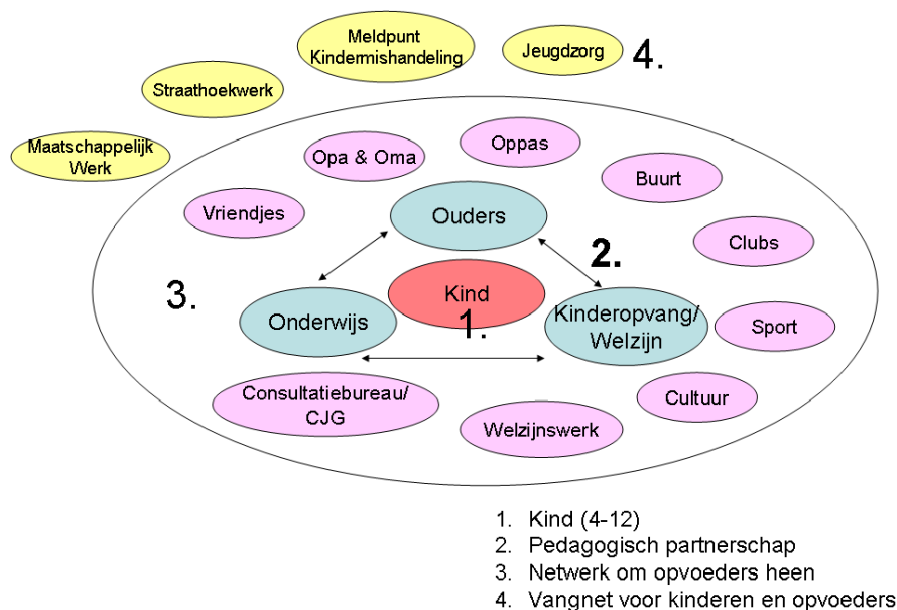 Meldpunt
Kindermishandeling
Jeugdzorg
4.
Straathoekwerk
Maatschappelijk
Werk
Opa & Oma
Oppas
Buurt
Vriendjes
Ouders
Clubs
2.
3.
Kind
1.
Onderwijs
Kinderopvang/
Welzijn
Sport
Consultatiebureau/
CJG
Cultuur
Welzijnswerk
1. Kind (4-12)
2. Pedagogisch partnerschap
3. Netwerk om opvoeders heen
4. Vangnet voor kinderen en opvoeders